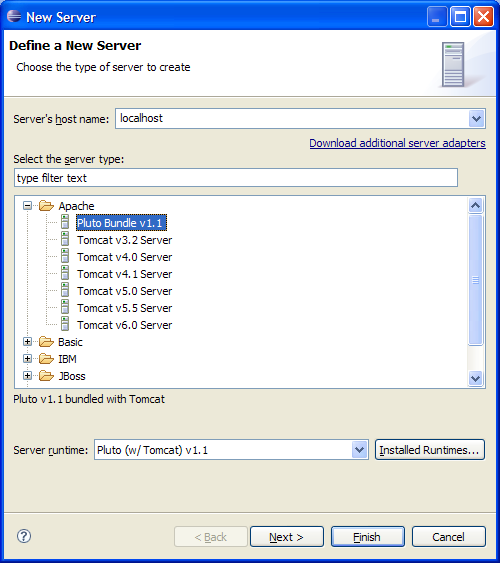 New Server
Define a New Server
Choose the type of server to create
Server's host name: localhost
Download additional server adapters
Select the server type:
type filter text
Apache
Pluto Bundle v1.1
Tomcat v3.2 Server
Tomcat v4.0 Server
Tomcat v4.1 Server
Tomcat v5.0 Server
Tomcat v5.5 Server
Tomcat v6.0 Server
Basic
IBM
JBoss
Pluto v1.1 bundled with Tomcat
Server runtime: Pluto (w/ Tomcat) v1.1 Installed Runtimes...
? < Back Next > Finish Cancel